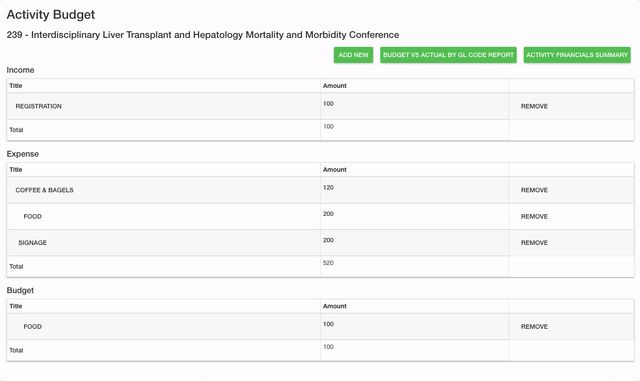 Activity Budget
239 - Interdisciplinary Liver Transplant and Hepatology Mortality and Morbidity Conference
ADD NEW BUDGET VS ACTUAL BY GL CODE REPORT ACTIVITY FINANCIALS SUMMARY
Income
Title Amount
REGISTRATION 100 REMOVE
Total 100
Expense
Title Amount
COFFEE & BAGELS 120 REMOVE
FOOD 200 REMOVE
SIGNAGE 200 REMOVE
Total 520
Budget
Title Amount
FOOD 100 REMOVE
Total 100